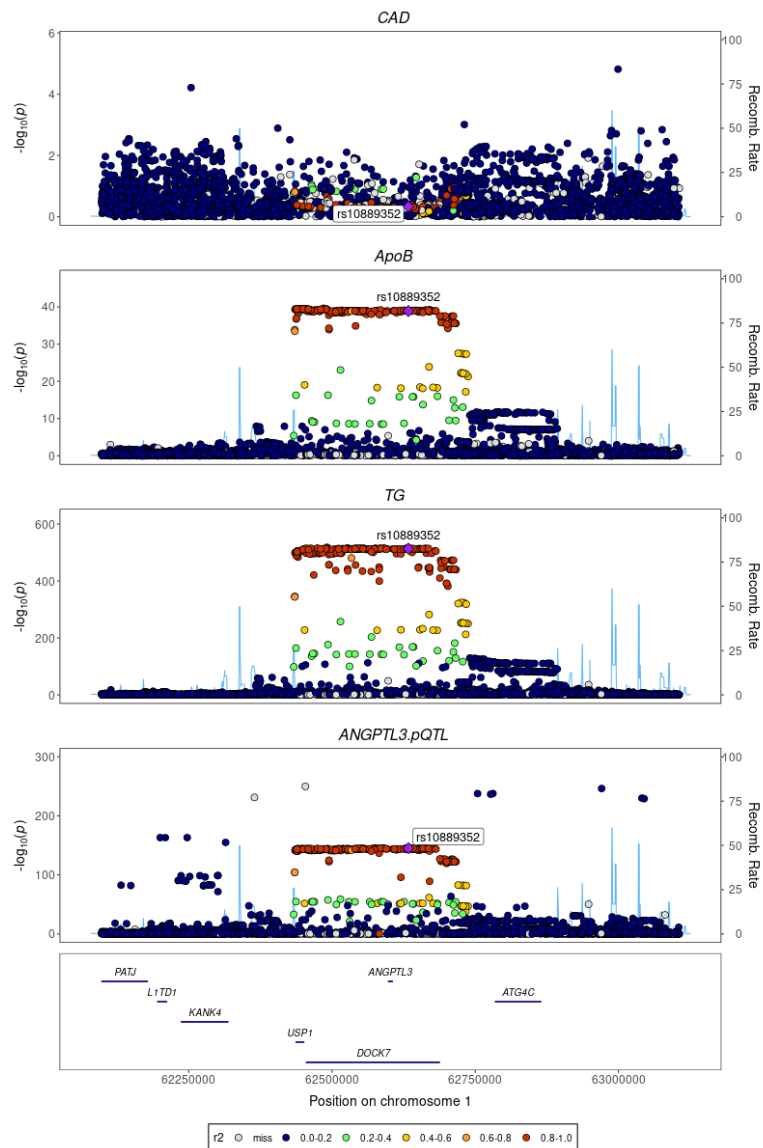 CAD
6
4
2
0
-log10(p)
100
75
50
25
0
Recomb. Rate
rs10889352
ApoB
40
30
20
10
0
-log10(p)
100
75
50
25
0
Recomb. Rate
rs10889352
TG
600
400
200
0
-log10(p)
100
75
50
25
0
Recomb. Rate
rs10889352
ANGPTL3.pQTL
300
200
100
0
-log10(p)
100
75
50
25
0
Recomb. Rate
rs10889352
PATJ
ANGPTL3
L1TD1
ATG4C
KANK4
USP1
DOCK7
62250000 62500000 62750000 63000000
Position on chromosome 1
r2 miss 0.0-0.2 0.2-0.4 0.4-0.6 0.6-0.8 0.8-1.0